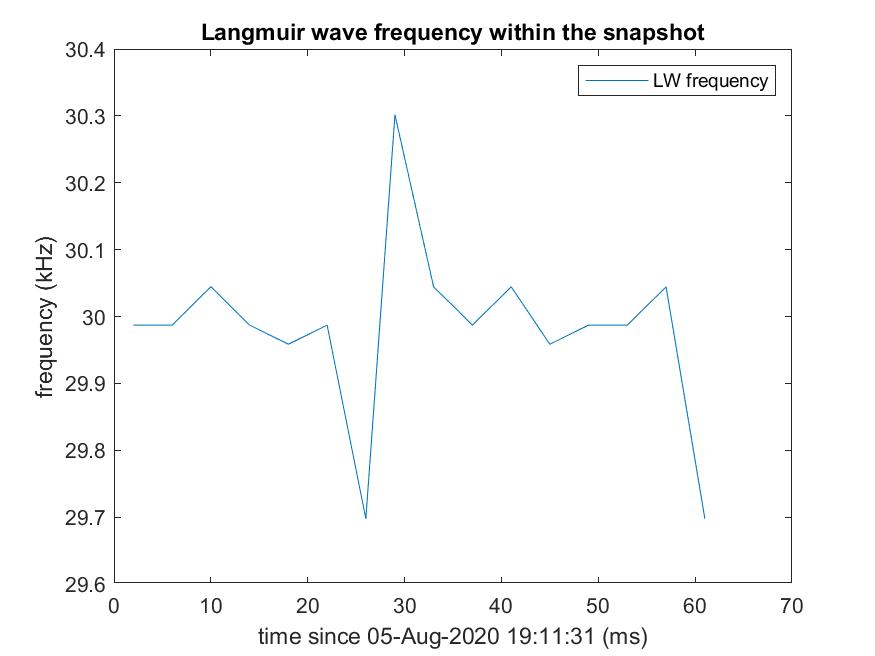 Langmuir wave frequency within the snapshot
LW frequency
frequency (kHz)
30.4
30.3
30.2
30.1
30
29.9
29.8
29.7
29.6
0 10 20 30 40 50 60 70
time since 05-Aug-2020 19:11:31 (ms)